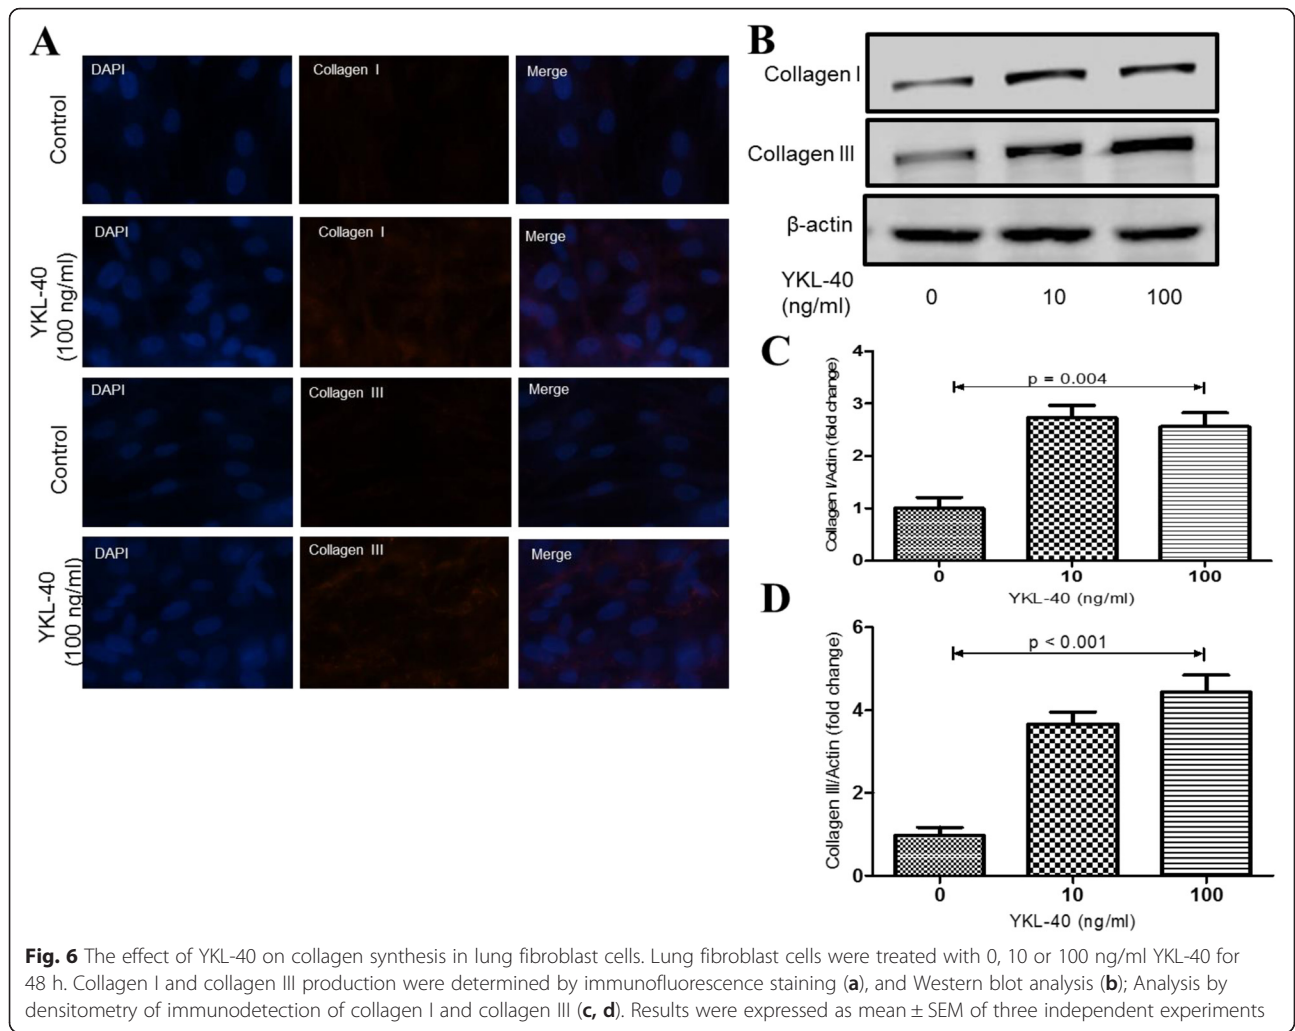 A
DAPI
Collagen I
Merge
Control
DAPI
Collagen I
Merge
YKL-40
(100 ng/ml)
DAPI
Collagen III
Merge
Control
DAPI
Collagen III
Merge
YKL-40
(100 ng/ml)
B
Collagen I
Collagen III
β-actin
YKL-40
(ng/ml)
0 10 100
C
Collagen I/Actin (fold change)
4
3
2
1
0
p = 0.004
0 10 100
YKL-40 (ng/ml)
D
Collagen III/Actin (fold change)
6
4
2
0
p < 0.001
0 10 100
YKL-40 (ng/ml)
Fig. 6 The effect of YKL-40 on collagen synthesis in lung fibroblast cells. Lung fibroblast cells were treated with 0, 10 or 100 ng/ml YKL-40 for
48 h. Collagen I and collagen III production were determined by immunofluorescence staining (a), and Western blot analysis (b); Analysis by
densitometry of immunodetection of collagen I and collagen III (c, d). Results were expressed as mean ± SEM of three independent experiments